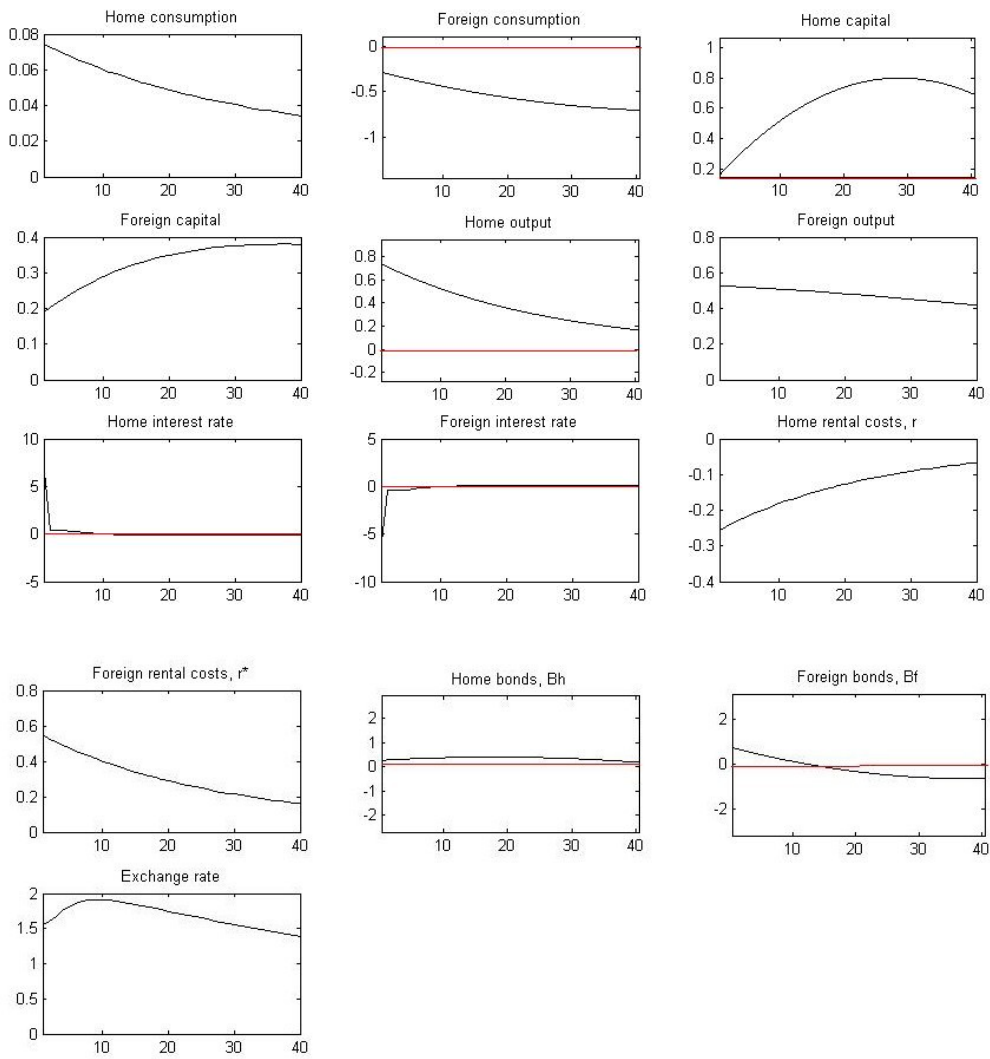 Home consumption
0.08
0.06
0.04
0.02
0
10 20 30 40
Foreign consumption
0
-0.5
-1
10 20 30 40
Home capital
1
0.8
0.6
0.4
0.2
10 20 30 40
Foreign capital
0.4
0.3
0.2
0.1
0
10 20 30 40
Home output
0.8
0.6
0.4
0.2
0
-0.2
10 20 30 40
Foreign output
0.8
0.6
0.4
0.2
0
10 20 30 40
Home interest rate
10
5
0
-5
10 20 30 40
Foreign interest rate
5
0
-5
-10
10 20 30 40
Home rental costs, r
0
-0.1
-0.2
-0.3
-0.4
10 20 30 40
Foreign rental costs, r*
0.8
0.6
0.4
0.2
0
10 20 30 40
Home bonds, Bh
2
1
0
-1
-2
10 20 30 40
Foreign bonds, Bf
2
0
-2
10 20 30 40
Exchange rate
2
1.5
1
0.5
0
10 20 30 40